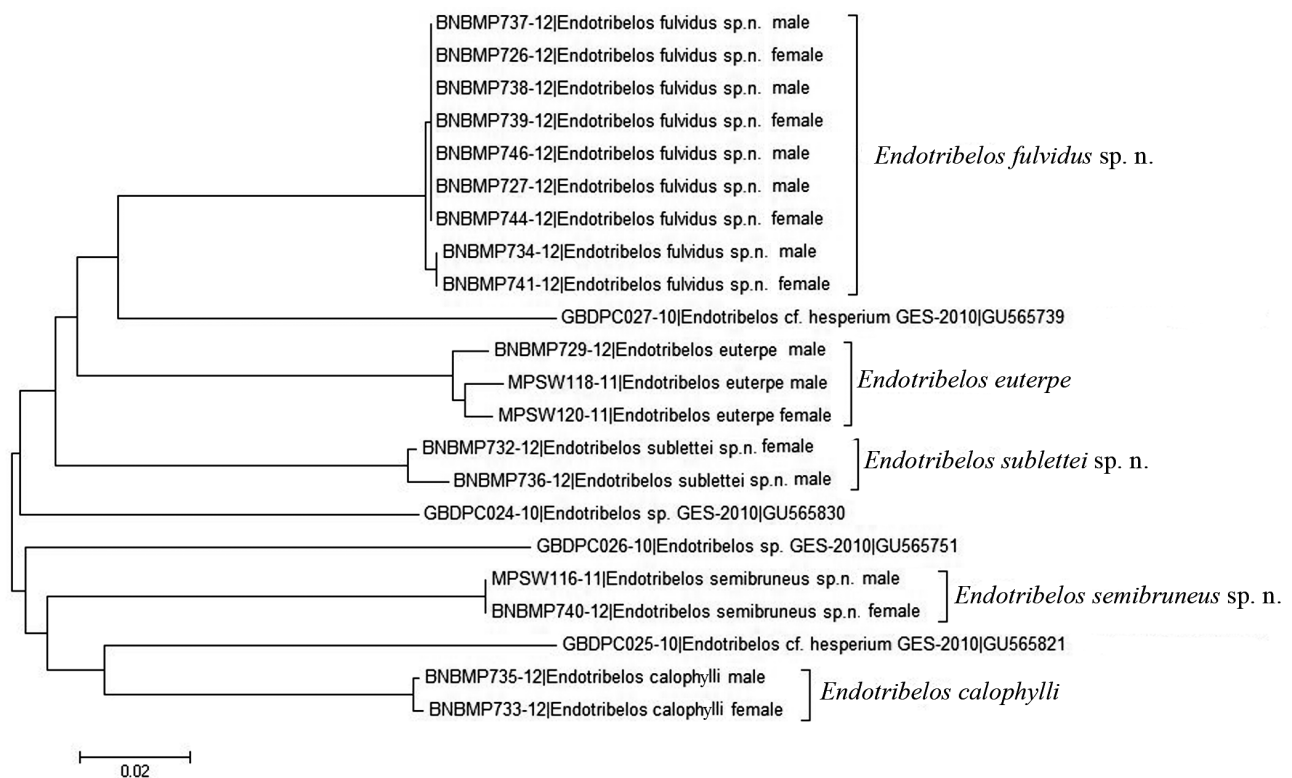 BNBMP737-12|Endotribelos fulvidus sp.n. male
BNBMP726-12|Endotribelos fulvidus sp.n. female
BNBMP738-12|Endotribelos fulvidus sp.n. male
BNBMP739-12|Endotribelos fulvidus sp.n. female
BNBMP746-12|Endotribelos fulvidus sp.n. male
Endotribelos fulvidus sp. n.
BNBMP727-12|Endotribelos fulvidus sp.n. male
BNBMP744-12|Endotribelos fulvidus sp.n. female
BNBMP734-12|Endotribelos fulvidus sp.n. male
BNBMP741-12|Endotribelos fulvidus sp.n. female
GBDPC027-10|Endotribelos cf. hesperium GES-2010|GU565739
BNBMP729-12|Endotribelos euterpe male
MPSW118-11|Endotribelos euterpe male
Endotribelos euterpe
MPSW120-11|Endotribelos euterpe female
BNBMP732-12|Endotribelos sublettei sp.n. female
Endotribelos sublettei sp. n.
BNBMP736-12|Endotribelos sublettei sp.n. male
GBDPC024-10|Endotribelos sp. GES-2010|GU565830
GBDPC026-10|Endotribelos sp. GES-2010|GU565751
MPSW116-11|Endotribelos semibruneus sp.n. male
Endotribelos semibruneus sp. n.
BNBMP740-12|Endotribelos semibruneus sp.n. female
GBDPC025-10|Endotribelos cf. hesperium GES-2010|GU565821
BNBMP735-12|Endotribelos calophylli male
Endotribelos calophylli
BNBMP733-12|Endotribelos calophylli female
0.02